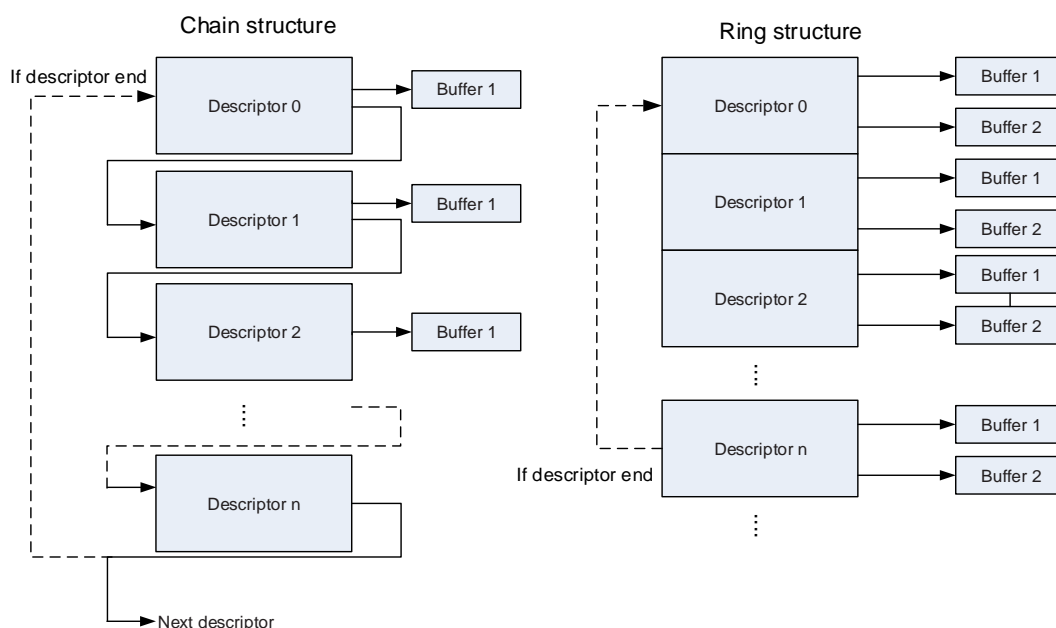 Chain structure
If descriptor end
Descriptor 0
Buffer 1
Descriptor 1
Buffer 1
Descriptor 2
Buffer 1
Descriptor n
Next descriptor
Ring structure
Descriptor 0
Buffer 1
Buffer 2
Descriptor 1
Buffer 1
Buffer 2
Descriptor 2
Buffer 1
Buffer 2
Descriptor n
Buffer 1
Buffer 2
If descriptor end